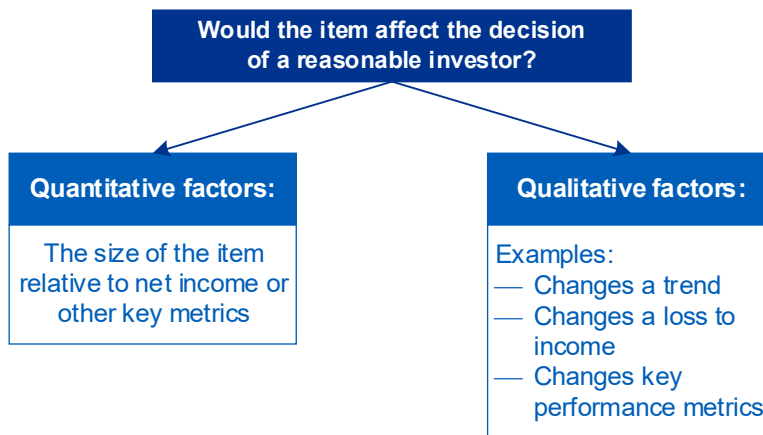 Would the item affect the decision
of a reasonable investor?
Quantitative factors:
The size of the item
relative to net income or
other key metrics
Qualitative factors:
Examples:
— Changes a trend
— Changes a loss to
income
— Changes key
performance metrics